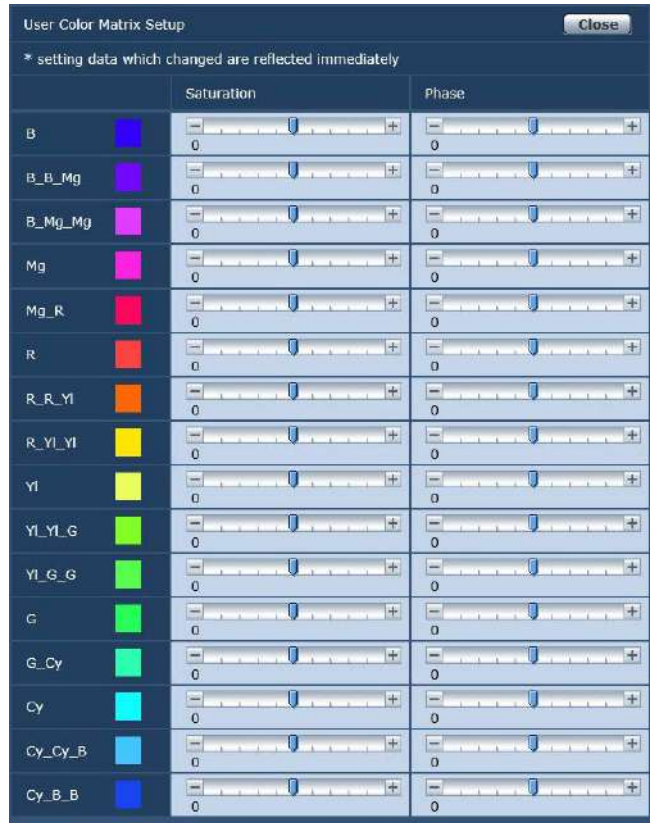 User Color Matrix Setup Close
* setting data which changed are reflected immediately
Saturation Phase
B - + - +
0 0
B_B_Mg - + - +
0 0
B_Mg_Mg - + - +
0 0
Mg - + - +
0 0
Mg_R - + - +
0 0
R - + - +
0 0
R_R_Yl - + - +
0 0
R_Yl_Yl - + - +
0 0
Yl - + - +
0 0
Yl_Yl_G - + - +
0 0
Yl_G_G - + - +
0 0
G - + - +
0 0
G_Cy - + - +
0 0
Cy - + - +
0 0
Cy_Cy_B - + - +
0 0
Cy_B_B - + - +
0 0